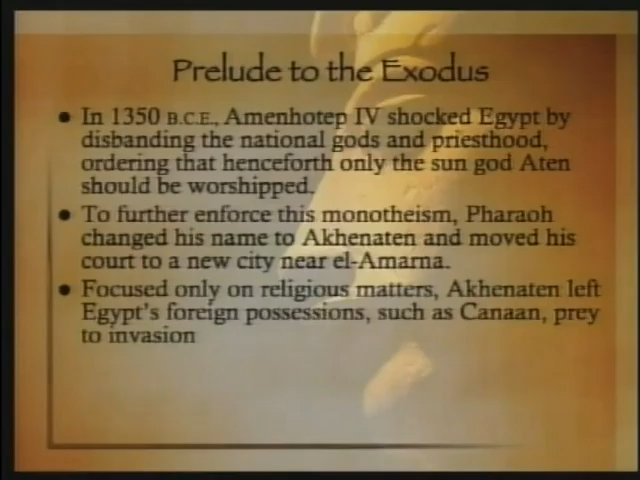 Prelude to the Exodus
• In 1350 B.C.E., Amenhotep IV shocked Egypt by
disbanding the national gods and priesthood,
ordering that henceforth only the sun god Aten
should be worshipped.
• To further enforce this monotheism, Pharaoh
changed his name to Akhenaten and moved his
court to a new city near el-Amarna.
• Focused only on religious matters, Akhenaten left
Egypt's foreign possessions, such as Canaan, prey
to invasion